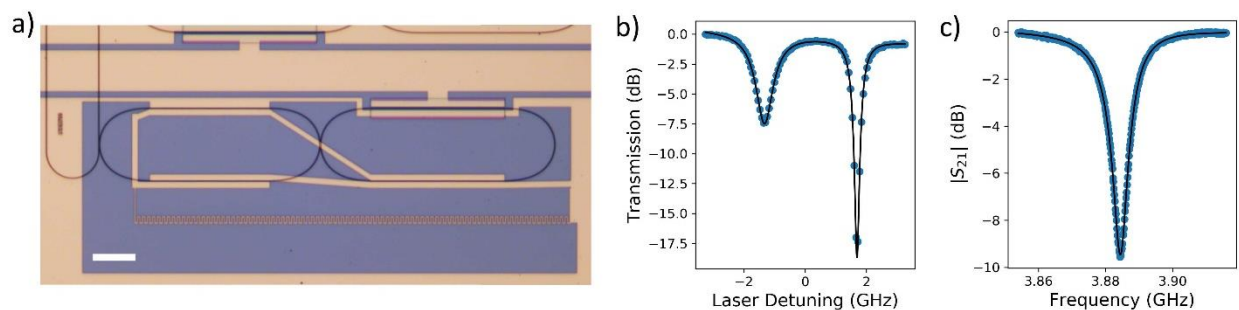 a)
b)
c)
0.0
-2.5
-5.0
-7.5
-10.0
-12.5
-15.0
-17.5
Transmission (dB)
-2 0 2
Laser Detuning (GHz)
0
-2
-4
-6
-8
-10
|S21| (dB)
3.86 3.88 3.90
Frequency (GHz)